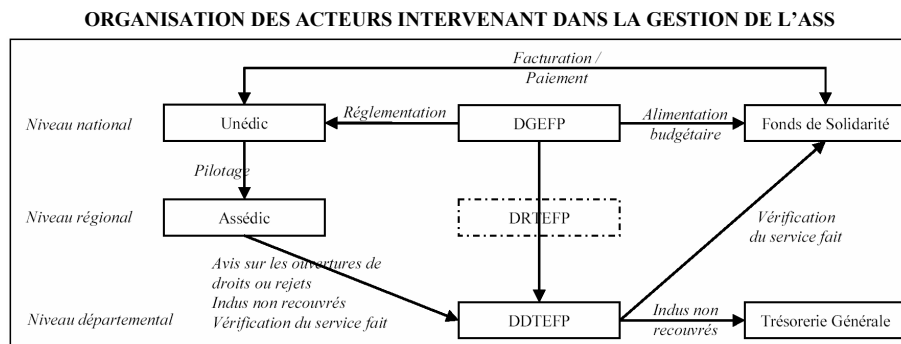 ORGANISATION DES ACTEURS INTERVENANT DANS LA GESTION DE L'ASS
Facturation /
Paiement
Niveau national
Unédic
Réglementation
DGEFP
Alimentation
budgétaire
Fonds de Solidarité
Pilotage
Niveau régional
Assédic
DRTEFP
Vérification
du service fait
Avis sur les ouvertures de
droits ou rejets
Indus non recouvrés
Vérification du service fait
Niveau départemental
DDTEFP
Indus non
recouvrés
Trésorerie Générale